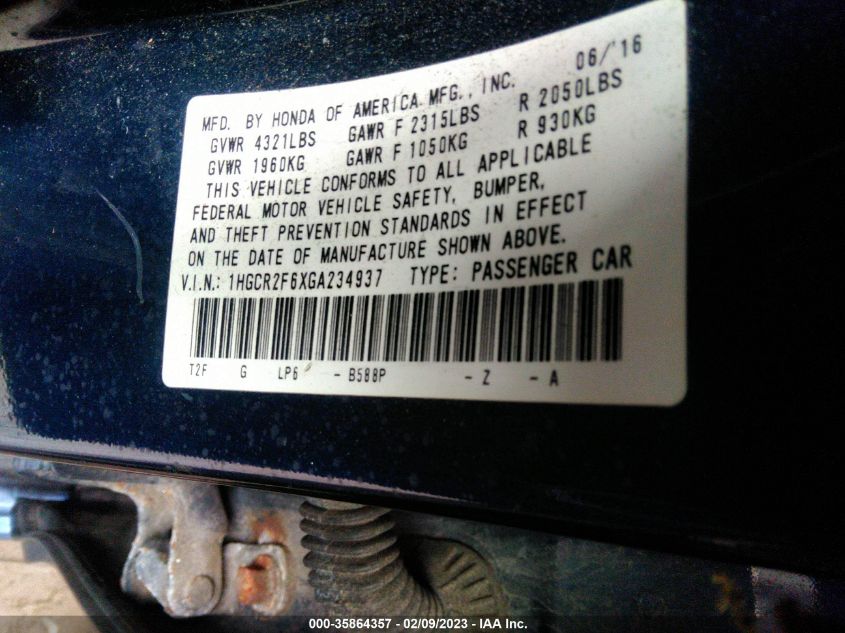 06/'16
MFD. BY HONDA OF AMERICA MFG., INC.
GVWR 4321LBS GAWR F 2315LBS R 2050LBS
GVWR 1960KG GAWR F 1050KG R 930KG
THIS VEHICLE CONFORMS TO ALL APPLICABLE
FEDERAL MOTOR VEHICLE SAFETY, BUMPER,
AND THEFT PREVENTION STANDARDS IN EFFECT
ON THE DATE OF MANUFACTURE SHOWN ABOVE.
V.I.N.: 1HGCR2F6XGA234937 TYPE: PASSENGER CAR
T2F G LP6 - B588P - Z - A
000-35864357 - 02/09/2023 - IAA Inc.